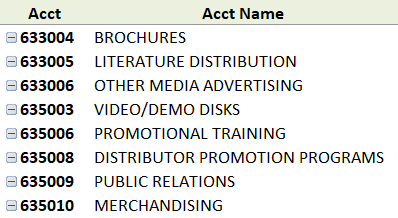 Acct Acct Name
633004 BROCHURES
633005 LITERATURE DISTRIBUTION
633006 OTHER MEDIA ADVERTISING
635003 VIDEO/DEMO DISKS
635006 PROMOTIONAL TRAINING
635008 DISTRIBUTOR PROMOTION PROGRAMS
635009 PUBLIC RELATIONS
635010 MERCHANDISING